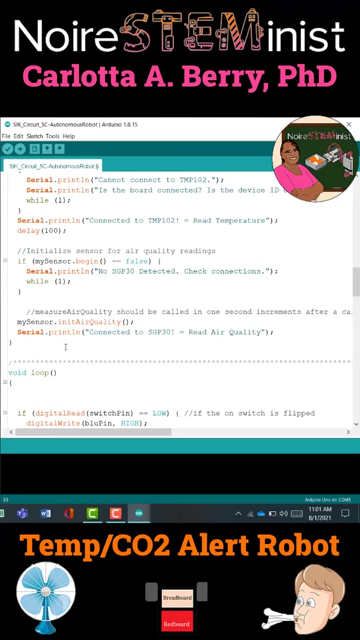 NoireSTEMinist
Carlotta A. Berry, PhD
SIK_Circuit_5C-AutonomousRobot | Arduino 1.8.15
File Edit Sketch Tools Help
SIK_Circuit_5C-AutonomousRobot §
NoireSTEMinist
Serial.println("Cannot connect to TMP102.");
Serial.println("Is the board connected? Is the device ID
while (1);
}
Serial.println("Connected to TMP102! = Read Temperature");
delay(100);
//Initialize sensor for air quality readings
if (mySensor.begin() == false) {
Serial.println("No SGP30 Detected. Check connections.");
while (1);
}
//measureAirQuality should be called in one second increments after a
mySensor.initAirQuality();
Serial.println("Connected to SGP30! = Read Air Quality");
}
void loop()
{
if (digitalRead(switchPin) == LOW) { //if the on switch is flipped
digitalWrite(bluPin, HIGH);
11:01 AM
8/1/2021
Temp/CO2 Alert Robot
Breadboard
Redboard